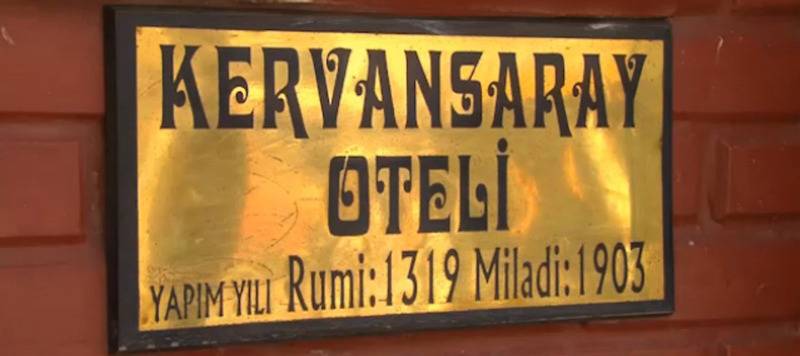 KERVANSARAY
OTELİ
YAPIM YILI Rumi:1319 Miladi:1903